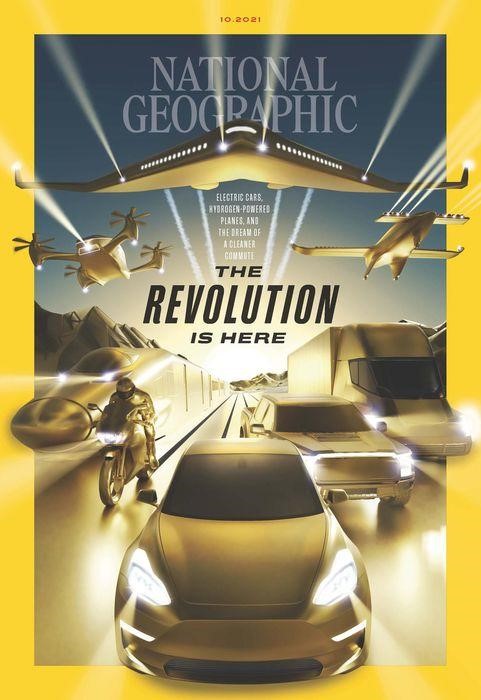 10.2021
NATIONAL
GEOGRAPHIC
ELECTRIC CARS,
HYDROGEN-POWERED
PLANES, AND
THE DREAM OF
A CLEANER
COMMUTE
THE
REVOLUTION
IS HERE